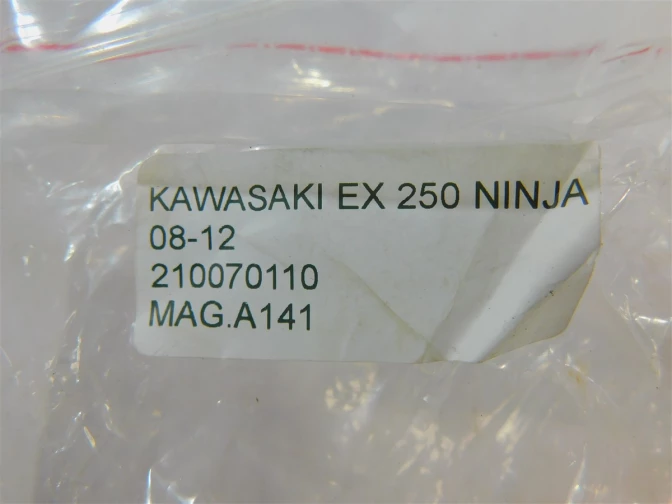 KAWASAKI EX 250 NINJA
08-12
210070110
MAG.A141